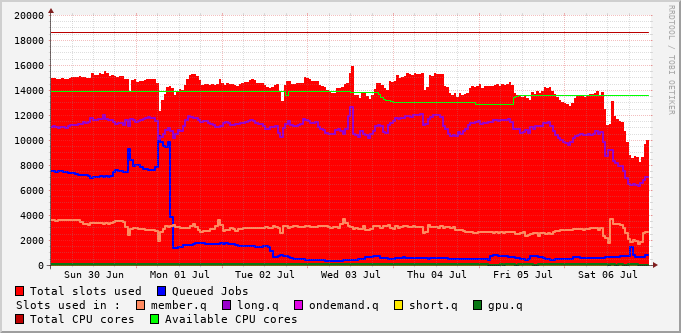 20000
18000
16000
14000
12000
10000
8000
6000
4000
2000
0
Sun 30 Jun Mon 01 Jul Tue 02 Jul Wed 03 Jul Thu 04 Jul Fri 05 Jul Sat 06 Jul
RRDTOOL / TOBI OETIKER
Total slots used Queued Jobs
Slots used in : member.q long.q ondemand.q short.q gpu.q
Total CPU cores Available CPU cores